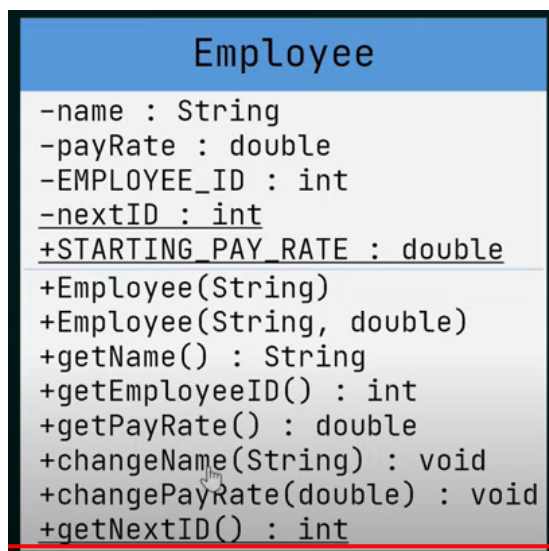 Employee
-name : String
-payRate : double
-EMPLOYEE_ID : int
-nextID : int
+STARTING_PAY_RATE : double
+Employee(String)
+Employee(String, double)
+getName() : String
+getEmployeeID() : int
+getPayRate() : double
+changeName(String) : void
+changePayRate(double) : void
+getNextID() : int